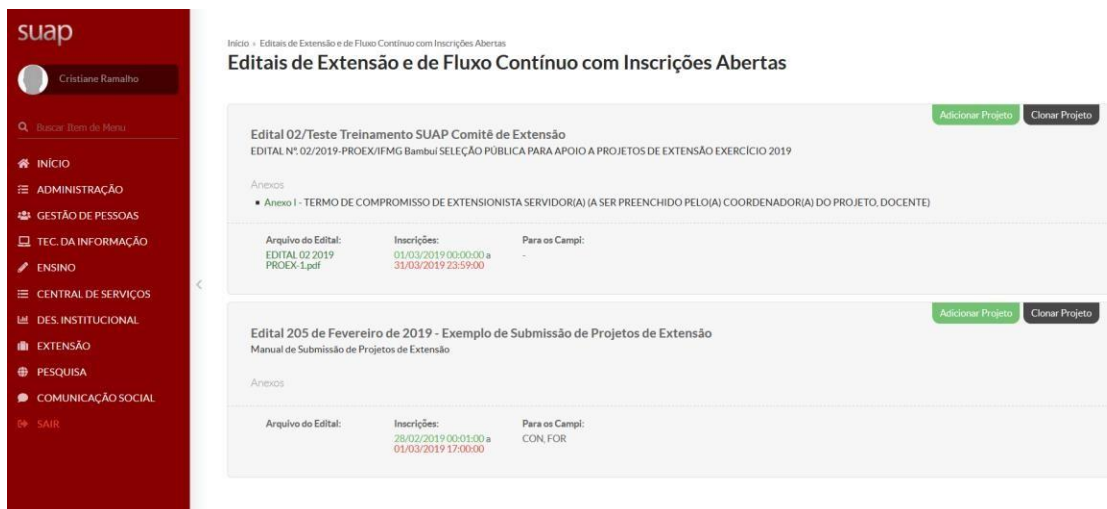 suap
Cristiane Ramalho
Buscar Item de Menu
INÍCIO
ADMINISTRAÇÃO
GESTÃO DE PESSOAS
TEC. DA INFORMAÇÃO
ENSINO
CENTRAL DE SERVIÇOS
DES. INSTITUCIONAL
EXTENSÃO
PESQUISA
COMUNICAÇÃO SOCIAL
SAIR
Início › Editais de Extensão e de Fluxo Contínuo com Inscrições Abertas
Editais de Extensão e de Fluxo Contínuo com Inscrições Abertas
Adicionar Projeto Clonar Projeto
Edital 02/Teste Treinamento SUAP Comitê de Extensão
EDITAL Nº. 02/2019-PROEX/IFMG Bambuí SELEÇÃO PÚBLICA PARA APOIO A PROJETOS DE EXTENSÃO EXERCÍCIO 2019
Anexos
▪ Anexo I - TERMO DE COMPROMISSO DE EXTENSIONISTA SERVIDOR(A) (A SER PREENCHIDO PELO(A) COORDENADOR(A) DO PROJETO, DOCENTE)
Arquivo do Edital: Inscrições: Para os Campi:
EDITAL 02 2019 01/03/2019 00:00:00 a -
PROEX-1.pdf 31/03/2019 23:59:00
Adicionar Projeto Clonar Projeto
Edital 205 de Fevereiro de 2019 - Exemplo de Submissão de Projetos de Extensão
Manual de Submissão de Projetos de Extensão
Anexos
Arquivo do Edital: Inscrições: Para os Campi:
28/02/2019 00:01:00 a CON, FOR
01/03/2019 17:00:00